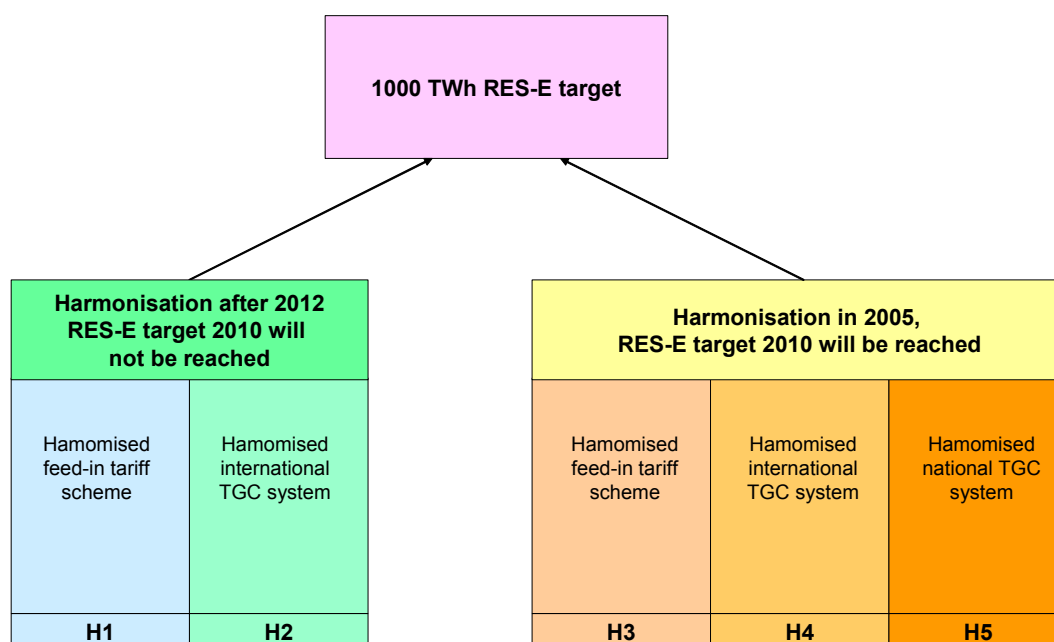 1000 TWh RES-E target
Harmonisation after 2012
RES-E target 2010 will
not be reached
Hamomised
feed-in tariff
scheme
H1
Hamomised
international
TGC system
H2
Harmonisation in 2005,
RES-E target 2010 will be reached
Hamomised
feed-in tariff
scheme
H3
Hamomised
international
TGC system
H4
Hamomised
national TGC
system
H5